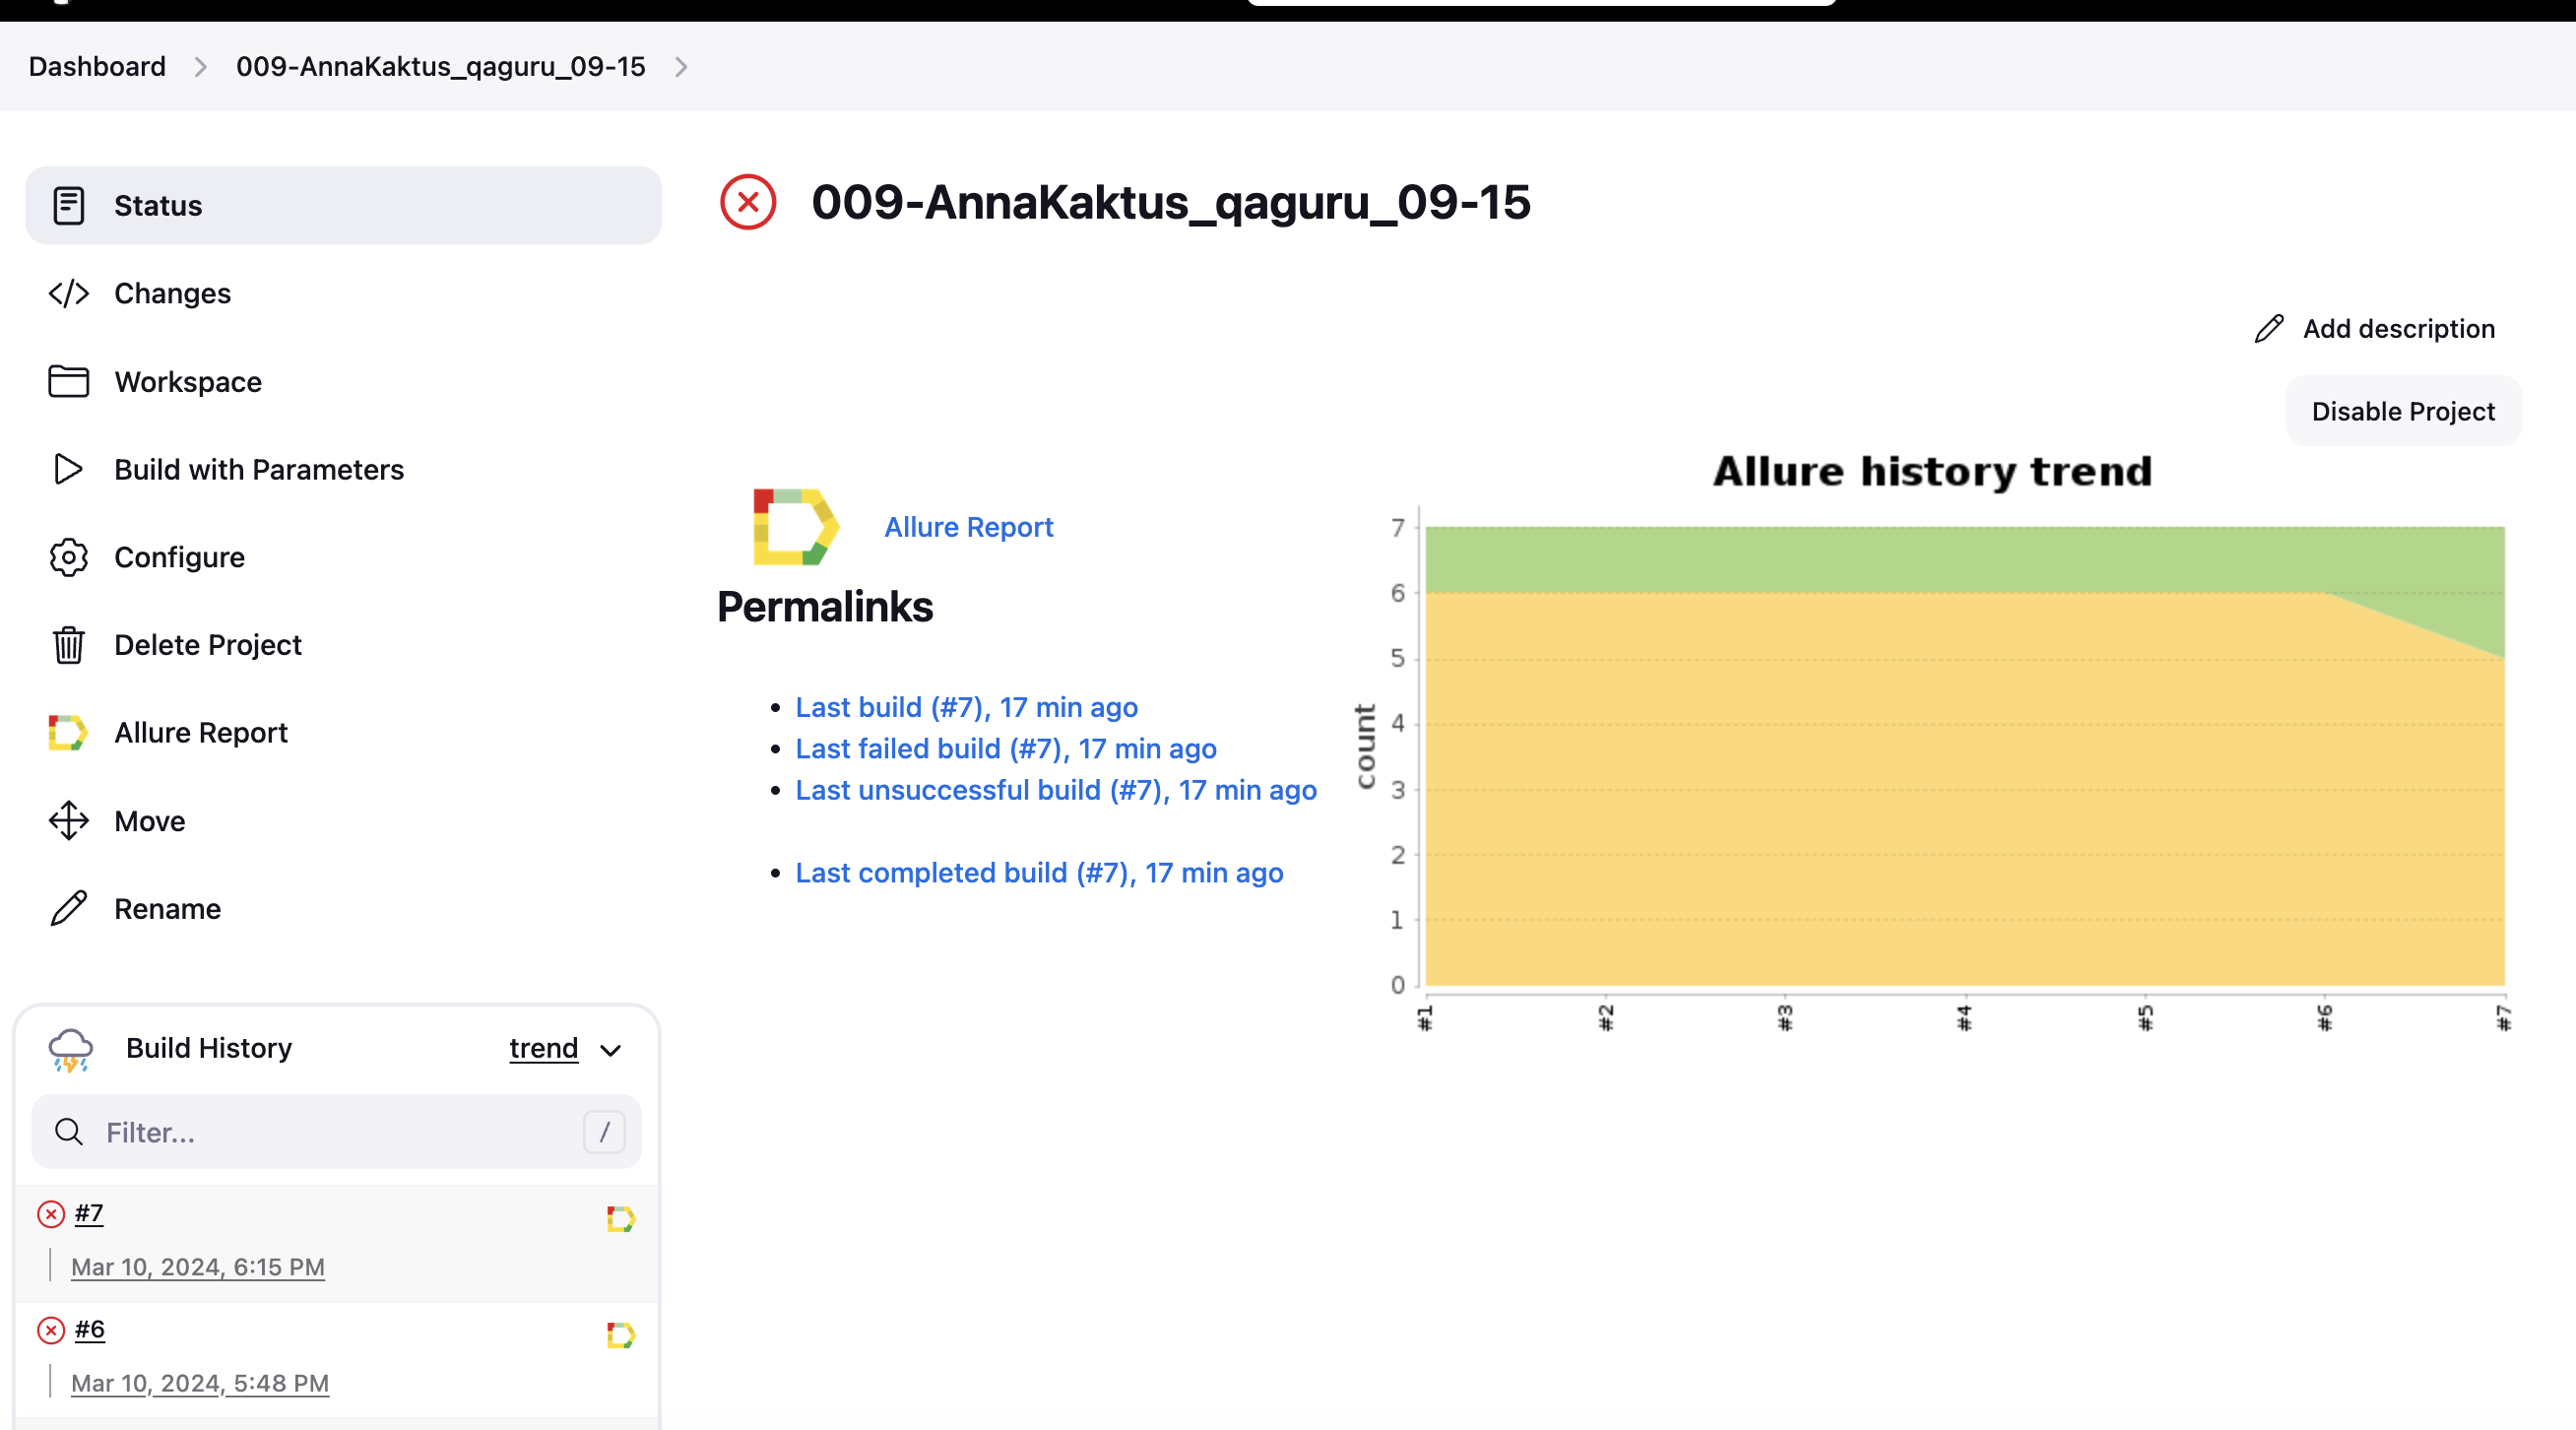 Dashboard
009-AnnaKaktus_qaguru_09-15
Status
Changes
Workspace
Build with Parameters
Configure
Delete Project
Allure Report
Move
Rename
Build History
trend
Filter...
/
#7
Mar 10, 2024, 6:15 PM
#6
Mar 10, 2024, 5:48 PM
009-AnnaKaktus_qaguru_09-15
Add description
Disable Project
Allure Report
Permalinks
Last build (#7), 17 min ago
Last failed build (#7), 17 min ago
Last unsuccessful build (#7), 17 min ago
Last completed build (#7), 17 min ago
Allure history trend
count
7
6
5
4
3
2
1
0
#1
#2
#3
#4
#5
#6
#7